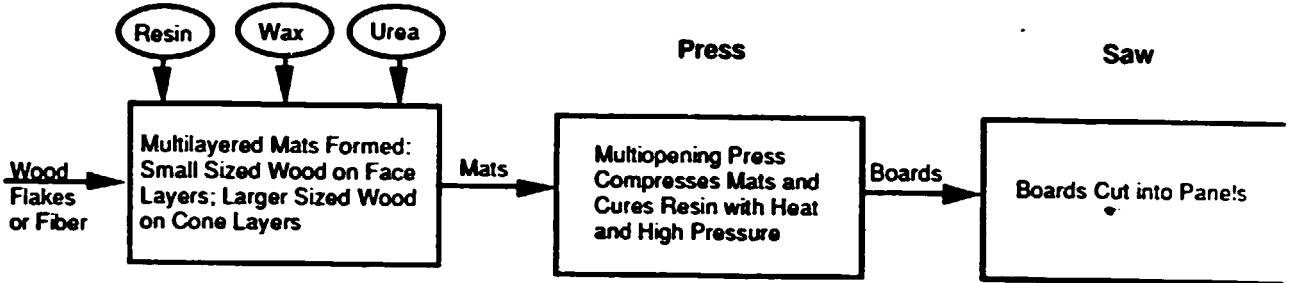 Resin
Wax
Urea
Press
Saw
Wood
Flakes
or Fiber
Multilayered Mats Formed:
Small Sized Wood on Face
Layers; Larger Sized Wood
on Cone Layers
Mats
Multiopening Press
Compresses Mats and
Cures Resin with Heat
and High Pressure
Boards
Boards Cut into Panels